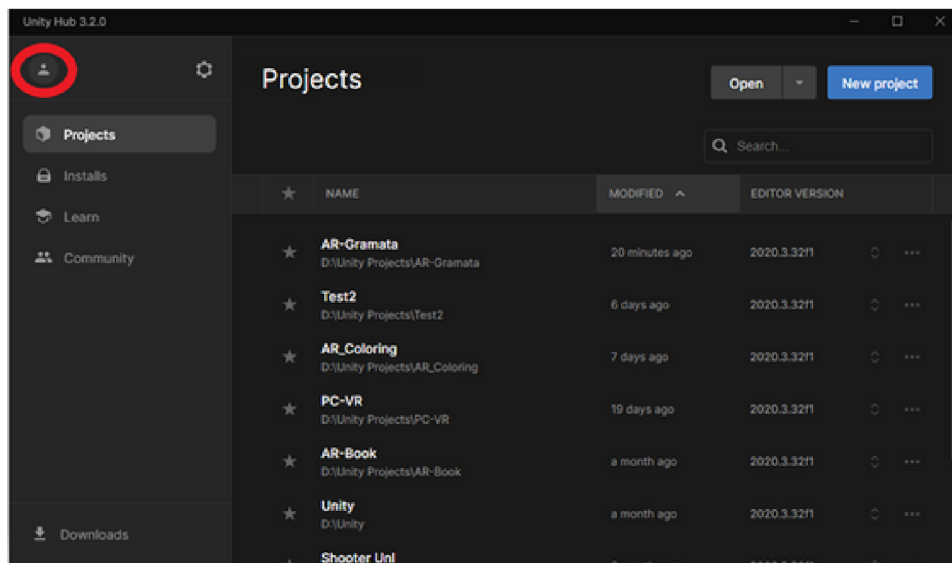 Unity Hub 3.2.0
Projects
Open
New project
Projects
Search...
Installs
Learn
Community
NAME MODIFIED EDITOR VERSION
AR-Gramata
D:\Unity Projects\AR-Gramata
20 minutes ago 2020.3.32f1
Test2
D:\Unity Projects\Test2
6 days ago 2020.3.32f1
AR_Coloring
D:\Unity Projects\AR_Coloring
7 days ago 2020.3.32f1
PC-VR
D:\Unity Projects\PC-VR
19 days ago 2020.3.32f1
AR-Book
D:\Unity Projects\AR-Book
a month ago 2020.3.32f1
Unity
D:\Unity
a month ago 2020.3.32f1
Shooter UnI
Downloads